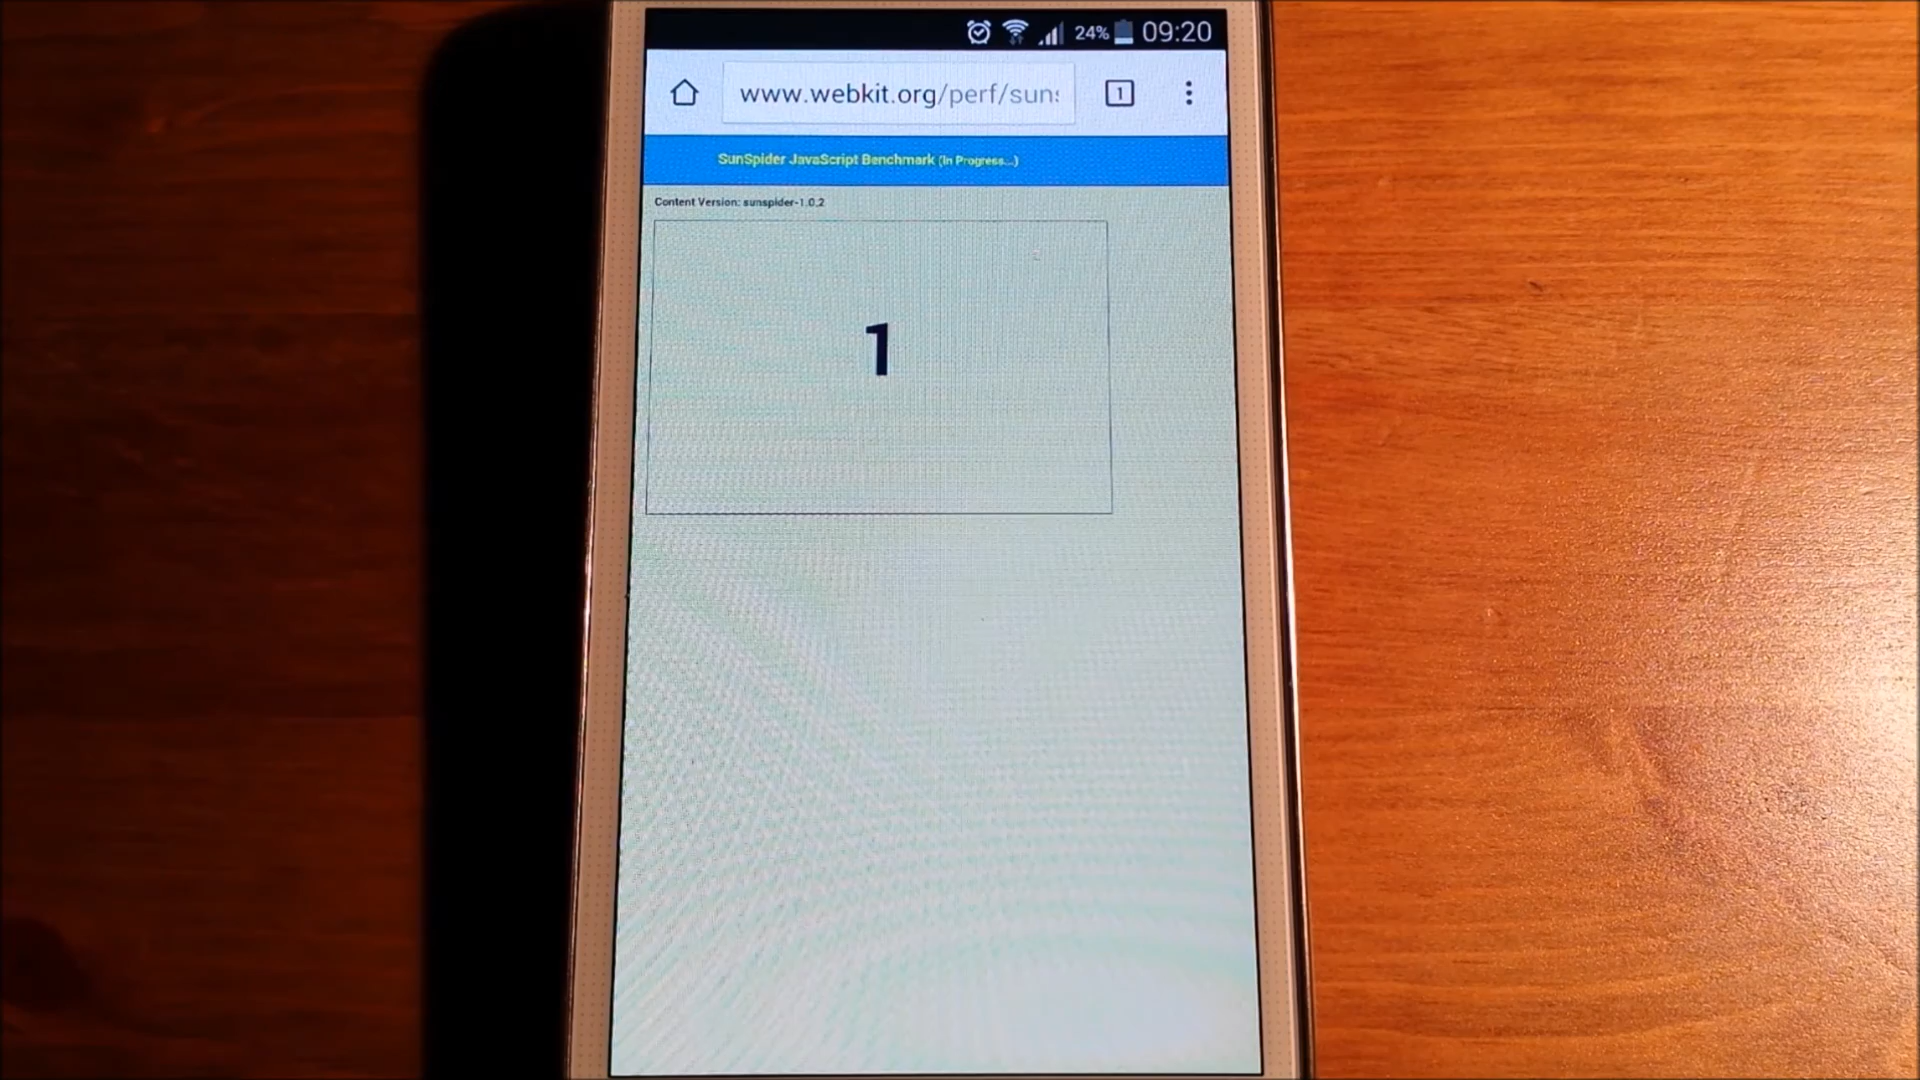 24% 09:20
www.webkit.org/perf/suns
1
SunSpider JavaScript Benchmark (In Progress...)
Content Version: sunspider-1.0.2
1